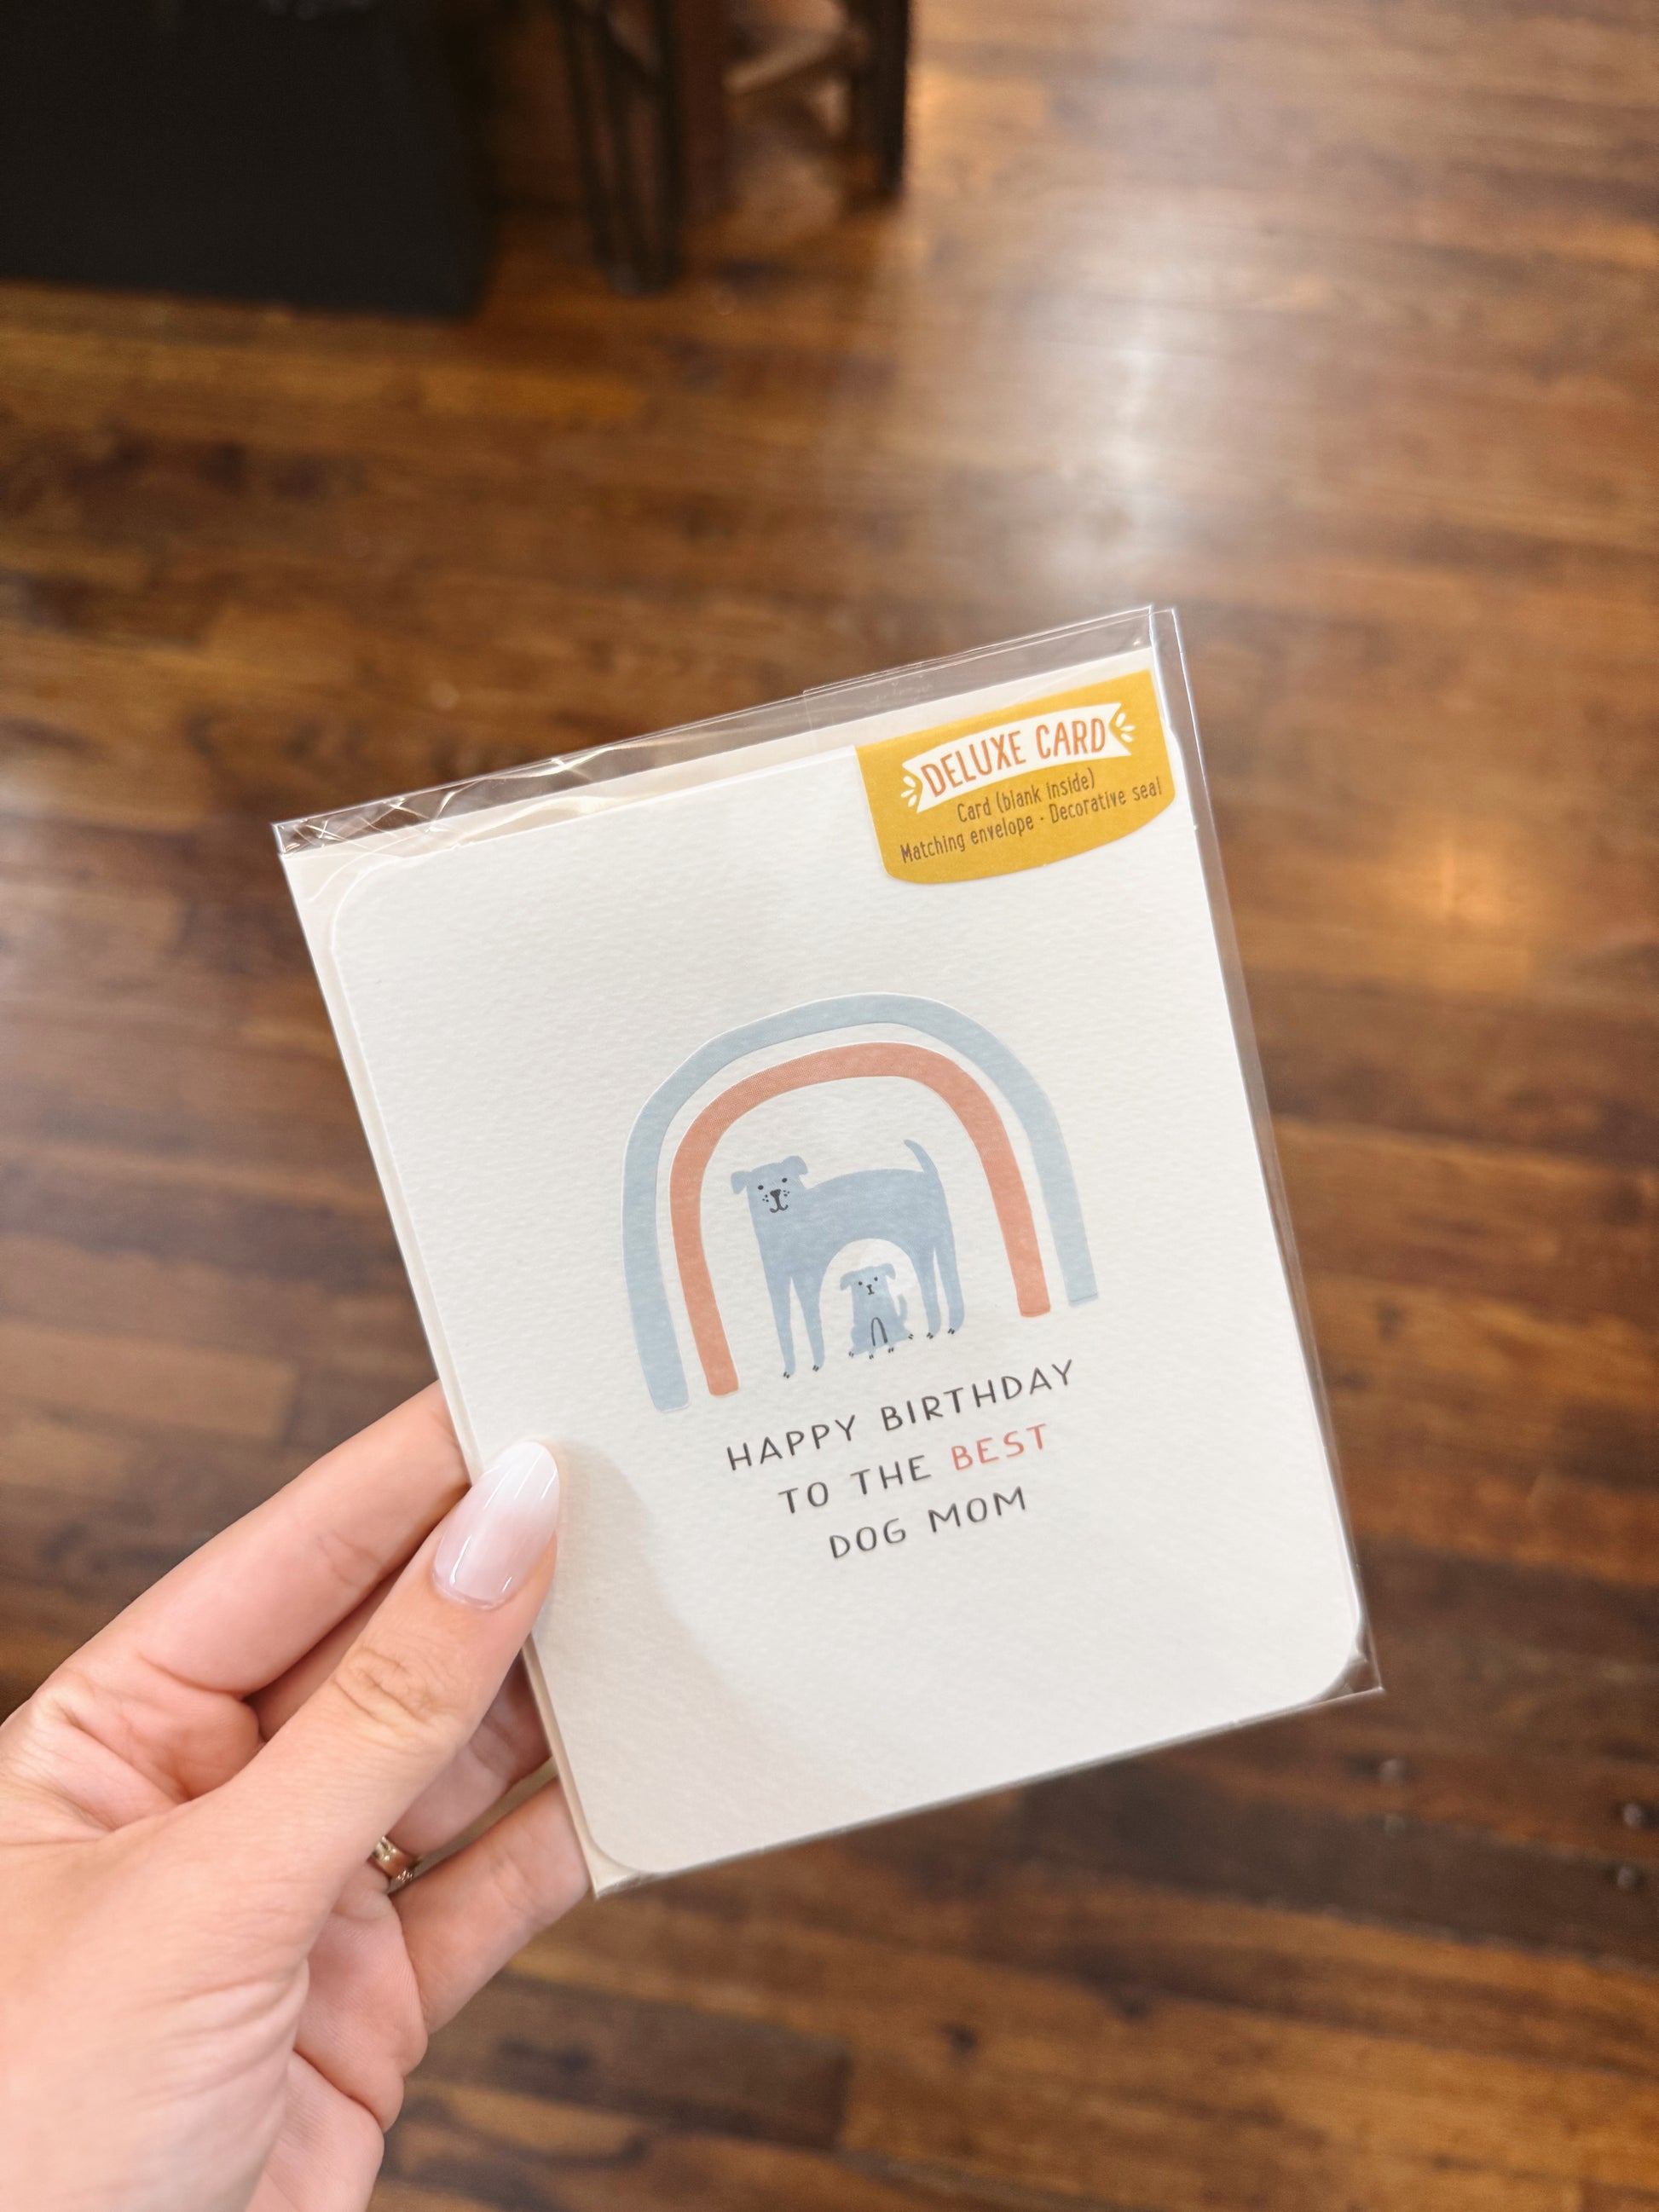 DELUXE CARD
Card (blank inside)
Matching envelope · Decorative seal
HAPPY BIRTHDAY
TO THE BEST
DOG MOM